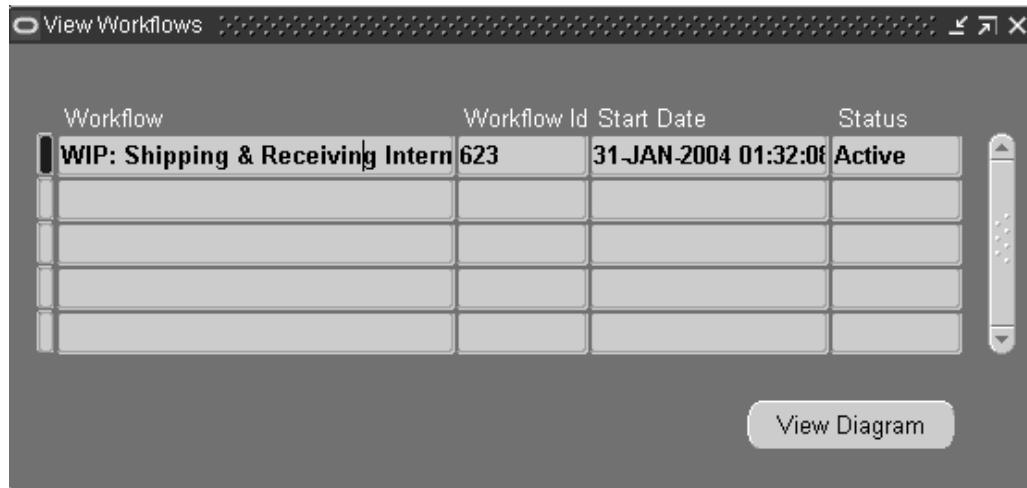 View Workflows
Workflow Workflow Id Start Date Status
WIP: Shipping & Receiving Intern 623 31-JAN-2004 01:32:08 Active
View Diagram